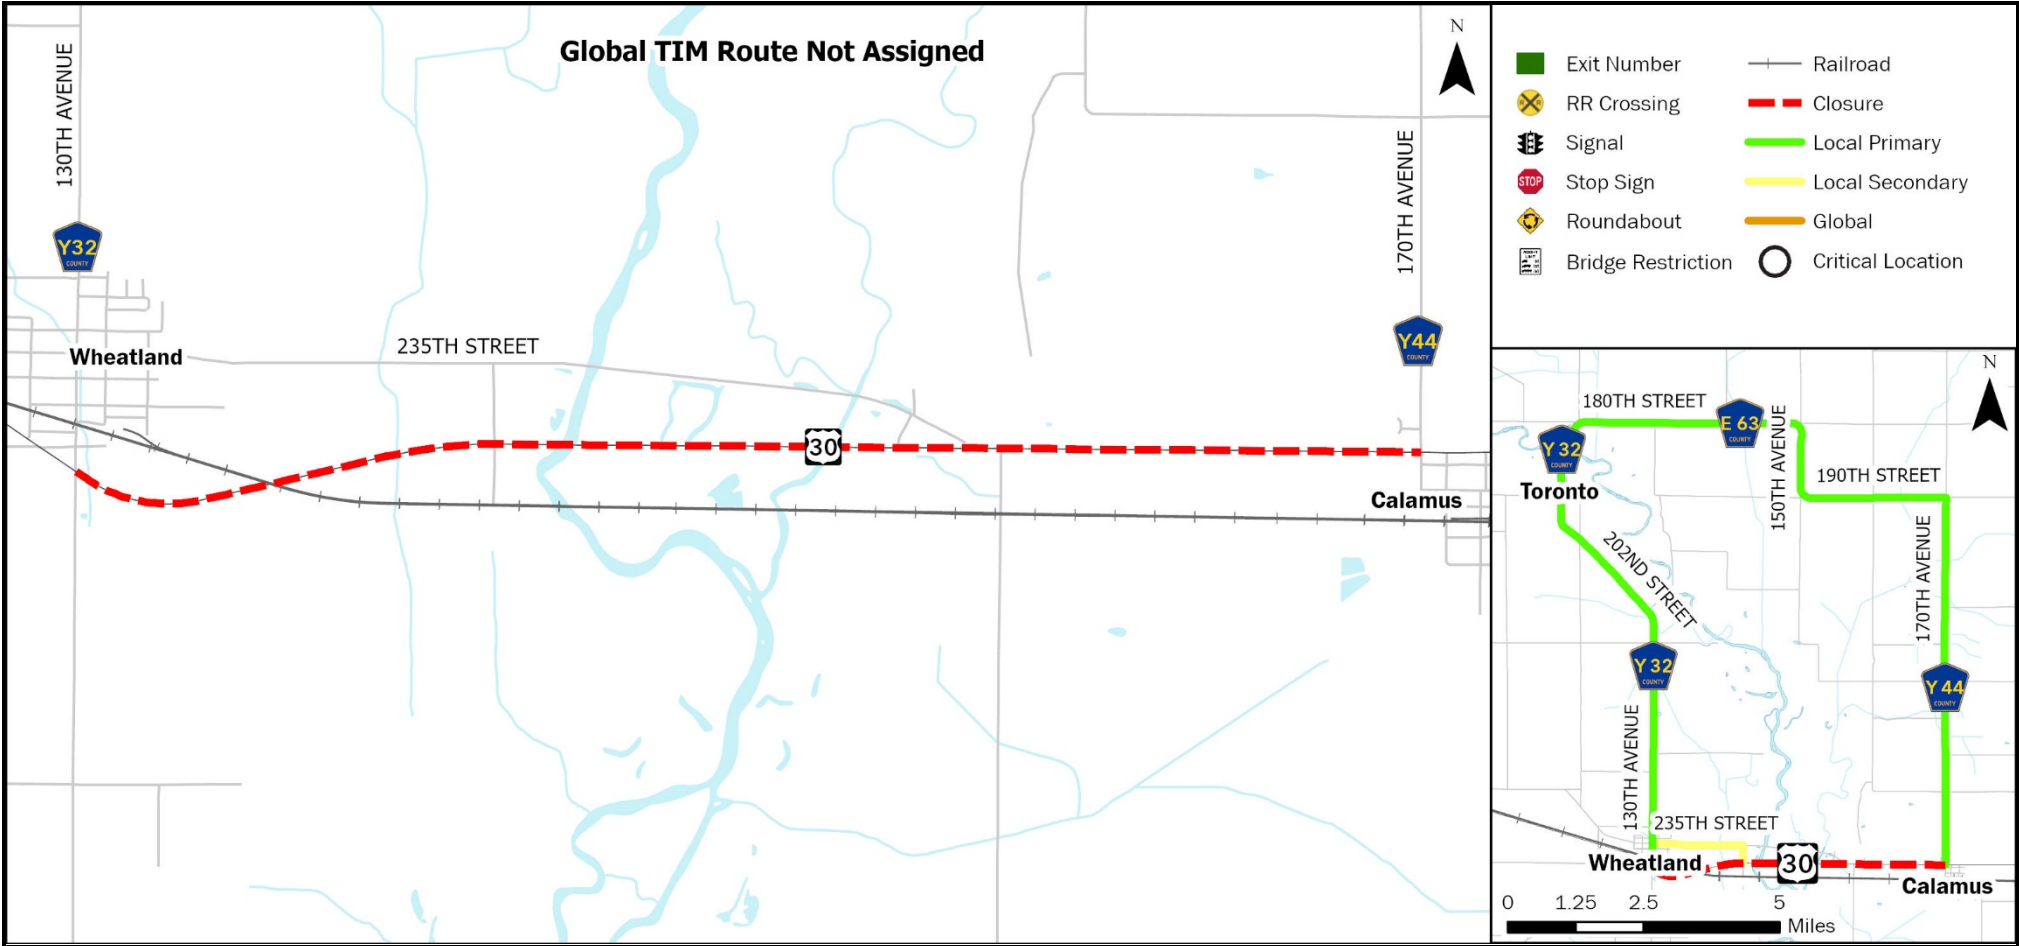 Global TIM Route Not Assigned
N
130TH AVENUE
170TH AVENUE
Y32
COUNTY
Y44
COUNTY
Wheatland
235TH STREET
30
Calamus
Exit Number
Railroad
RR Crossing
Closure
Signal
Local Primary
STOP
Stop Sign
Local Secondary
Roundabout
Global
Bridge Restriction
Critical Location
N
180TH STREET
E 63
COUNTY
150TH AVENUE
Y 32
COUNTY
190TH STREET
Toronto
202ND STREET
170TH AVENUE
Y 32
COUNTY
Y 44
COUNTY
130TH AVENUE
235TH STREET
Wheatland
30
Calamus
0 1.25 2.5 5
Miles